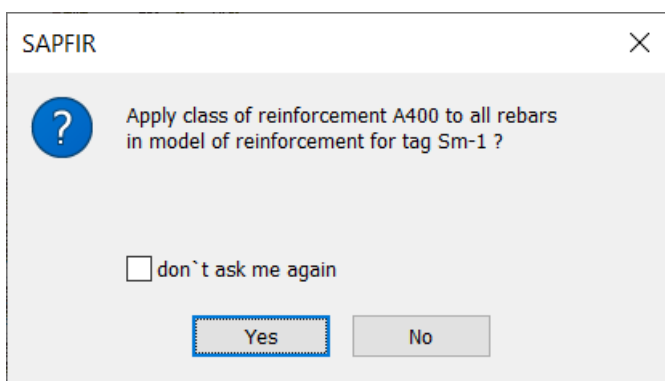 SAPFIR
Apply class of reinforcement A400 to all rebars
in model of reinforcement for tag Sm-1 ?
don`t ask me again
Yes
No